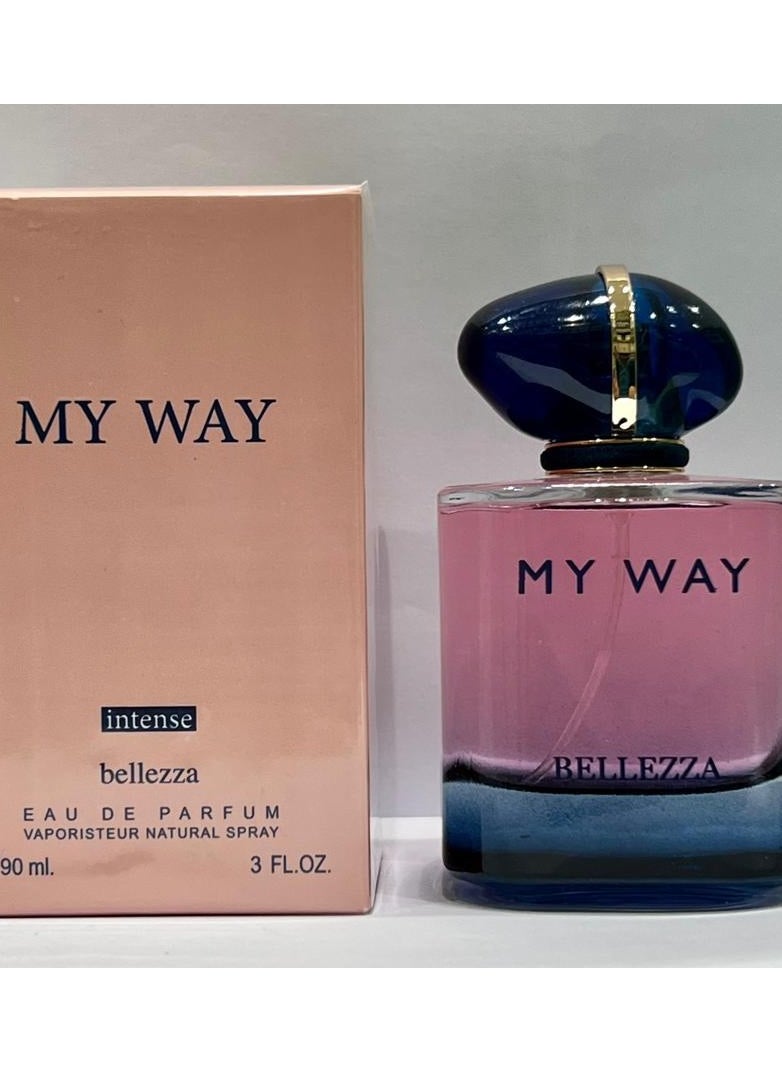 MY WAY
intense
bellezza
EAU DE PARFUM
VAPORISTEUR NATURAL SPRAY
90 ml. 3 FL.OZ.
MY WAY
BELLEZZA